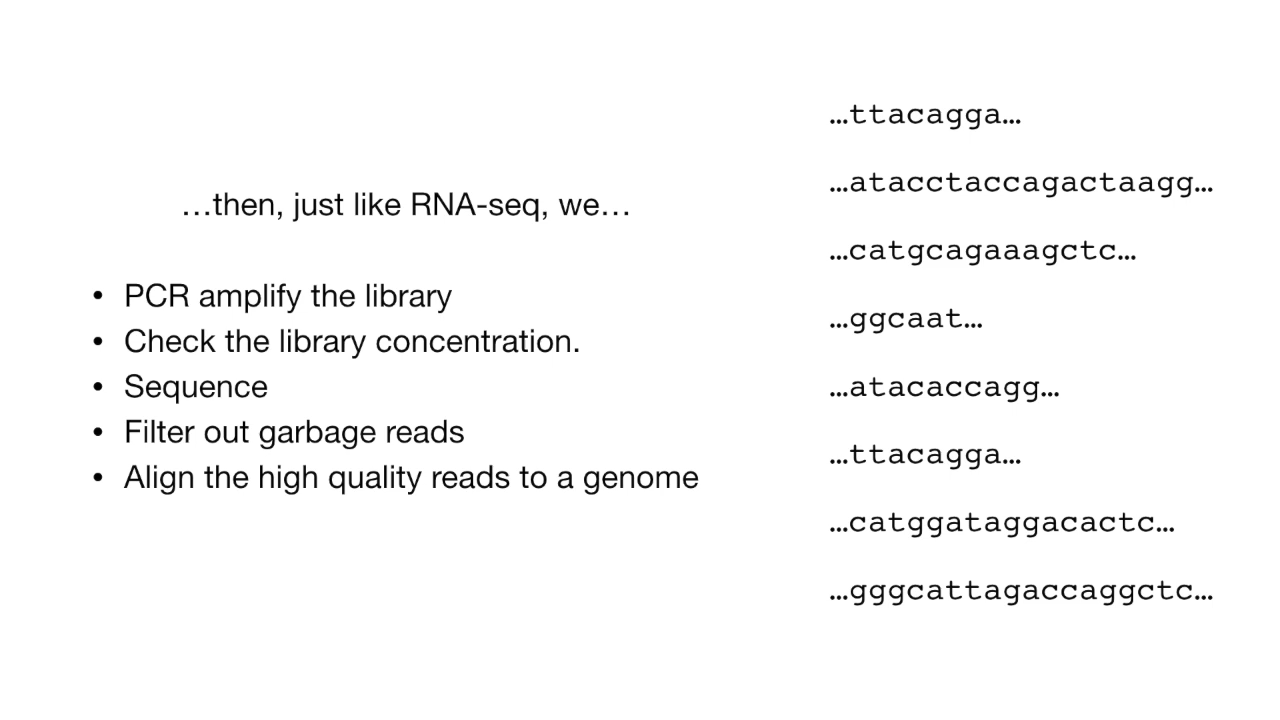 …then, just like RNA-seq, we…
• PCR amplify the library
• Check the library concentration.
• Sequence
• Filter out garbage reads
• Align the high quality reads to a genome
…ttacagga…
…atacctaccagactaagg…
…catgcagaaagctc…
…ggcaat…
…atacaccagg…
…ttacagga…
…catggataggacactc…
…gggcattagaccaggctc…